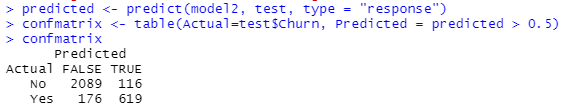 > predicted <- predict(model2, test, type = "response")
> confmatrix <- table(Actual=test$Churn, Predicted = predicted > 0.5)
> confmatrix
      Predicted
Actual FALSE TRUE
   No   2089  116
   Yes   176  619